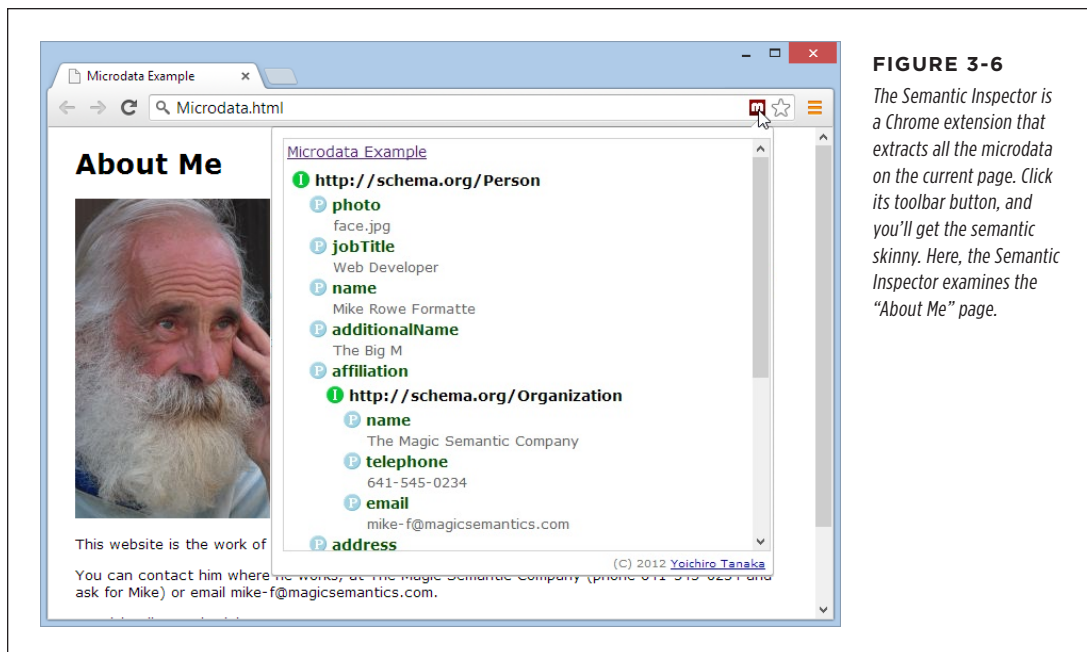 Microdata Example
Microdata.html
About Me
Microdata Example
http://schema.org/Person
P photo
face.jpg
P jobTitle
Web Developer
P name
Mike Rowe Formatte
P additionalName
The Big M
P affiliation
http://schema.org/Organization
P name
The Magic Semantic Company
P telephone
641-545-0234
P email
mike-f@magicsemantics.com
P address
(C) 2012 Yoichiro Tanaka
This website is the work of
You can contact him where he works, at The Magic Semantic Company (phone 641-545-0234 and
ask for Mike) or email mike-f@magicsemantics.com.
FIGURE 3-6
The Semantic Inspector is
a Chrome extension that
extracts all the microdata
on the current page. Click
its toolbar button, and
you'll get the semantic
skinny. Here, the Semantic
Inspector examines the
“About Me” page.